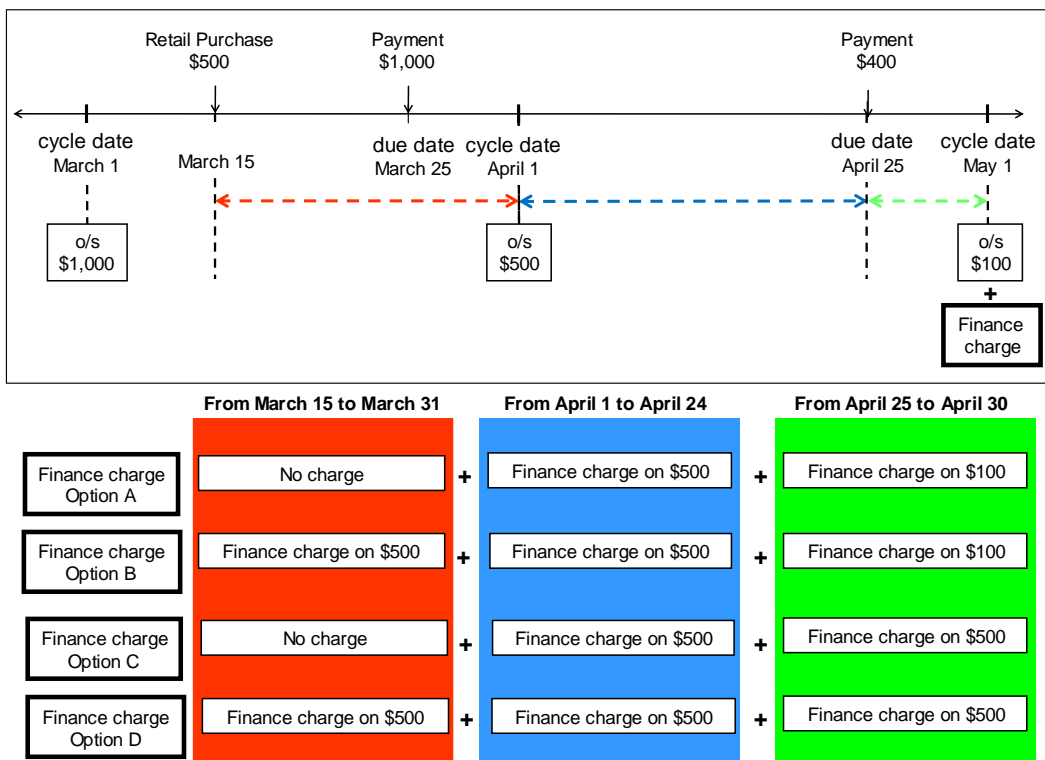 Retail Purchase
$500
Payment
$1,000
Payment
$400
cycle date
March 1
March 15
due date
March 25
cycle date
April 1
due date
April 25
cycle date
May 1
o/s
$1,000
o/s
$500
o/s
$100
+
Finance
charge
From March 15 to March 31
From April 1 to April 24
From April 25 to April 30
Finance charge
Option A
No charge
+
Finance charge on $500
+
Finance charge on $100
Finance charge
Option B
Finance charge on $500
+
Finance charge on $500
+
Finance charge on $100
Finance charge
Option C
No charge
+
Finance charge on $500
+
Finance charge on $500
Finance charge
Option D
Finance charge on $500
+
Finance charge on $500
+
Finance charge on $500